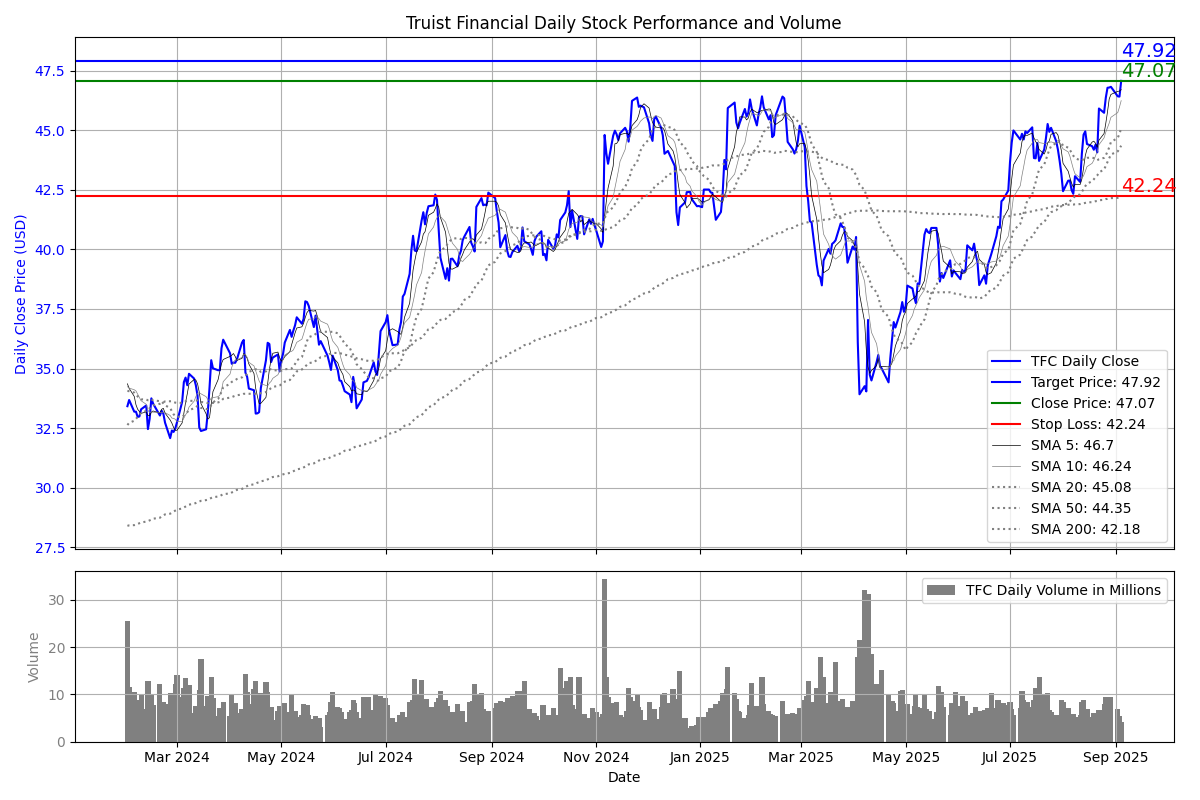 Truist Financial Daily Stock Performance and Volume
47.92
47.07
42.24
47.5
45.0
42.5
40.0
37.5
35.0
32.5
30.0
27.5
Daily Close Price (USD)
TFC Daily Close
Target Price: 47.92
Close Price: 47.07
Stop Loss: 42.24
SMA 5: 46.7
SMA 10: 46.24
SMA 20: 45.08
SMA 50: 44.35
SMA 200: 42.18
TFC Daily Volume in Millions
30
20
10
0
Volume
Mar 2024
May 2024
Jul 2024
Sep 2024
Nov 2024
Jan 2025
Mar 2025
May 2025
Jul 2025
Sep 2025
Date